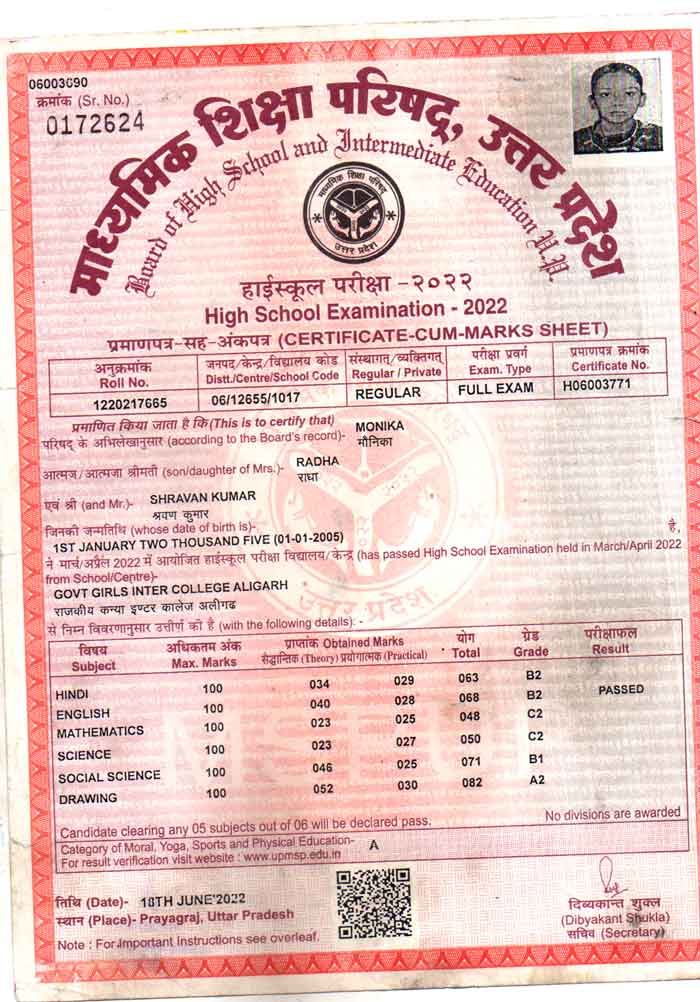 06003690
क्रमांक (Sr. No.)
0172624
माध्यमिक शिक्षा परिषद्, उत्तर प्रदेश
Board of High School and Intermediate Education U.P.
माध्यमिक शिक्षा परिषद्
उत्तर प्रदेश
हाईस्कूल परीक्षा -२०२२
High School Examination - 2022
प्रमाणपत्र-सह-अंकपत्र (CERTIFICATE-CUM-MARKS SHEET)
अनुक्रमांक जनपद/केन्द्र/विद्यालय कोड संस्थागत्/व्यक्तिगत् परीक्षा प्रवर्ग प्रमाणपत्र क्रमांक
Roll No. Distt./Centre/School Code Regular / Private Exam. Type Certificate No.
1220217665 06/12655/1017 REGULAR FULL EXAM H06003771
प्रमाणित किया जाता है कि (This is to certify that) MONIKA
परिषद् के अभिलेखानुसार (according to the Board's record)- मौनिका
आत्मज/आत्मजा श्रीमती (son/daughter of Mrs.)- RADHA
राधा
एवं श्री (and Mr.)- SHRAVAN KUMAR
श्रवण कुमार
जिनकी जन्मतिथि (whose date of birth is)-
1ST JANUARY TWO THOUSAND FIVE (01-01-2005) है,
ने मार्च/अप्रैल 2022 में आयोजित हाईस्कूल परीक्षा विद्यालय/केन्द्र (has passed High School Examination held in March/April 2022
from School/Centre)-
GOVT GIRLS INTER COLLEGE ALIGARH
राजकीय कन्या इण्टर कालेज अलीगढ
से निम्न विवरणानुसार उत्तीर्ण की है (with the following details): -
विषय अधिकतम अंक प्राप्तांक Obtained Marks योग ग्रेड परीक्षाफल
Subject Max. Marks सैद्धान्तिक (Theory) प्रयोगात्मक (Practical) Total Grade Result
HINDI 100 034 029 063 B2 PASSED
ENGLISH 100 040 028 068 B2
MATHEMATICS 100 023 025 048 C2
SCIENCE 100 023 027 050 C2
SOCIAL SCIENCE 100 046 025 071 B1
DRAWING 100 052 030 082 A2
Candidate clearing any 05 subjects out of 06 will be declared pass. No divisions are awarded
Category of Moral, Yoga, Sports and Physical Education- A
For result verification visit website : www.upmsp.edu.in
तिथि (Date)- 18TH JUNE'2022
स्थान (Place)- Prayagraj, Uttar Pradesh
Note : For Important Instructions see overleaf.
दिव्यकान्त शुक्ल
(Dibyakant Shukla)
सचिव (Secretary)